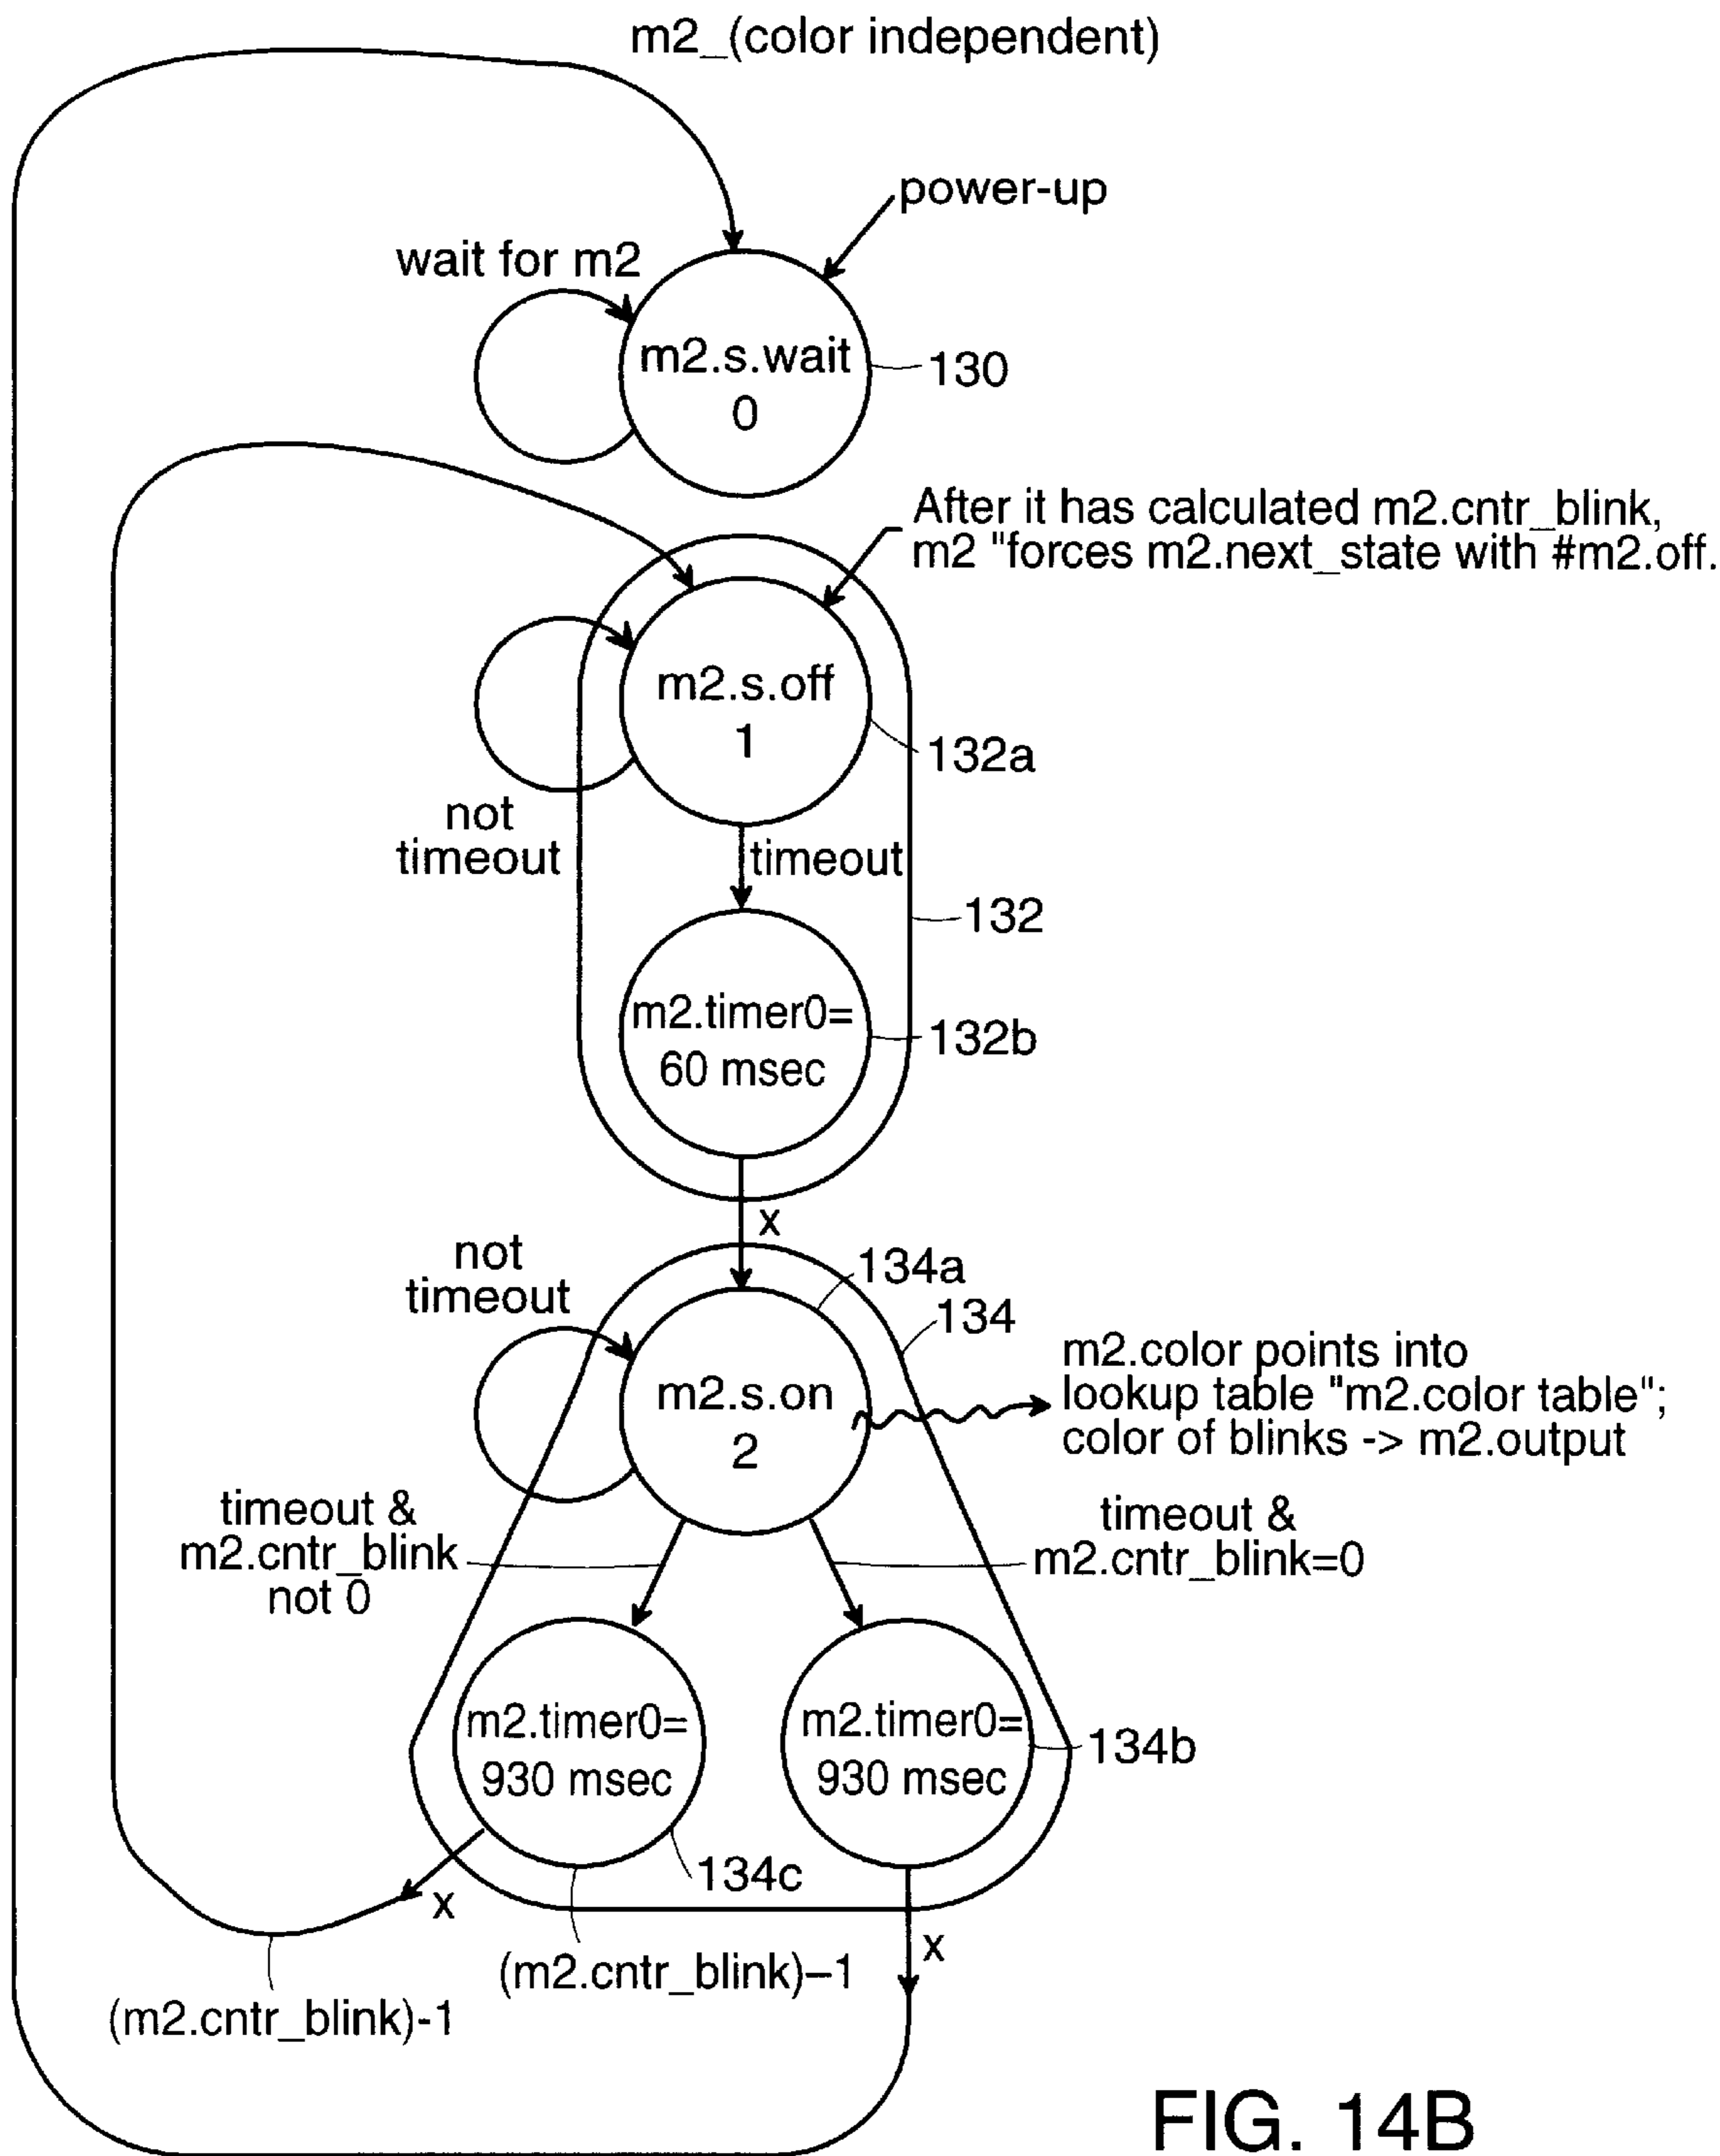 m2_(color independent)
power-up
wait for m2
m2.s.wait
0
130
After it has calculated m2.cntr_blink,
m2 "forces m2.next_state with #m2.off.
m2.s.off
1
132a
not
timeout
timeout
132
m2.timer0=
60 msec
132b
x
not
timeout
134a
134
m2.s.on
2
m2.color points into
lookup table "m2.color table";
color of blinks -> m2.output
timeout &
m2.cntr_blink
not 0
timeout &
m2.cntr_blink=0
m2.timer0=
930 msec
m2.timer0=
930 msec
134b
134c
x
x
(m2.cntr_blink)–1
(m2.cntr_blink)-1
FIG. 14B